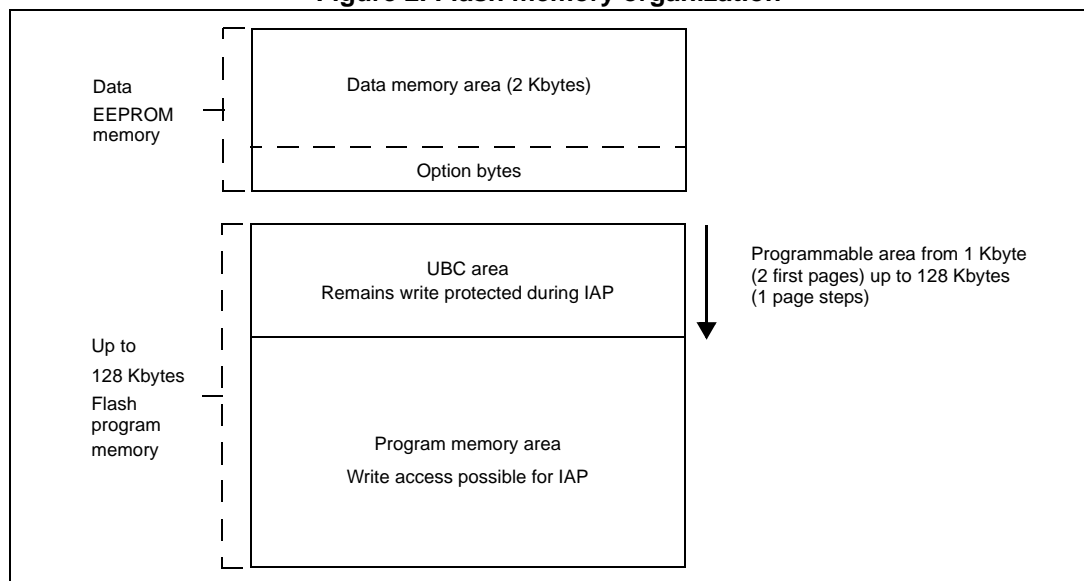 Figure 2. Flash memory organization
Data
EEPROM
memory
Data memory area (2 Kbytes)
Option bytes
UBC area
Remains write protected during IAP
Programmable area from 1 Kbyte
(2 first pages) up to 128 Kbytes
(1 page steps)
Up to
128 Kbytes
Flash
program
memory
Program memory area
Write access possible for IAP